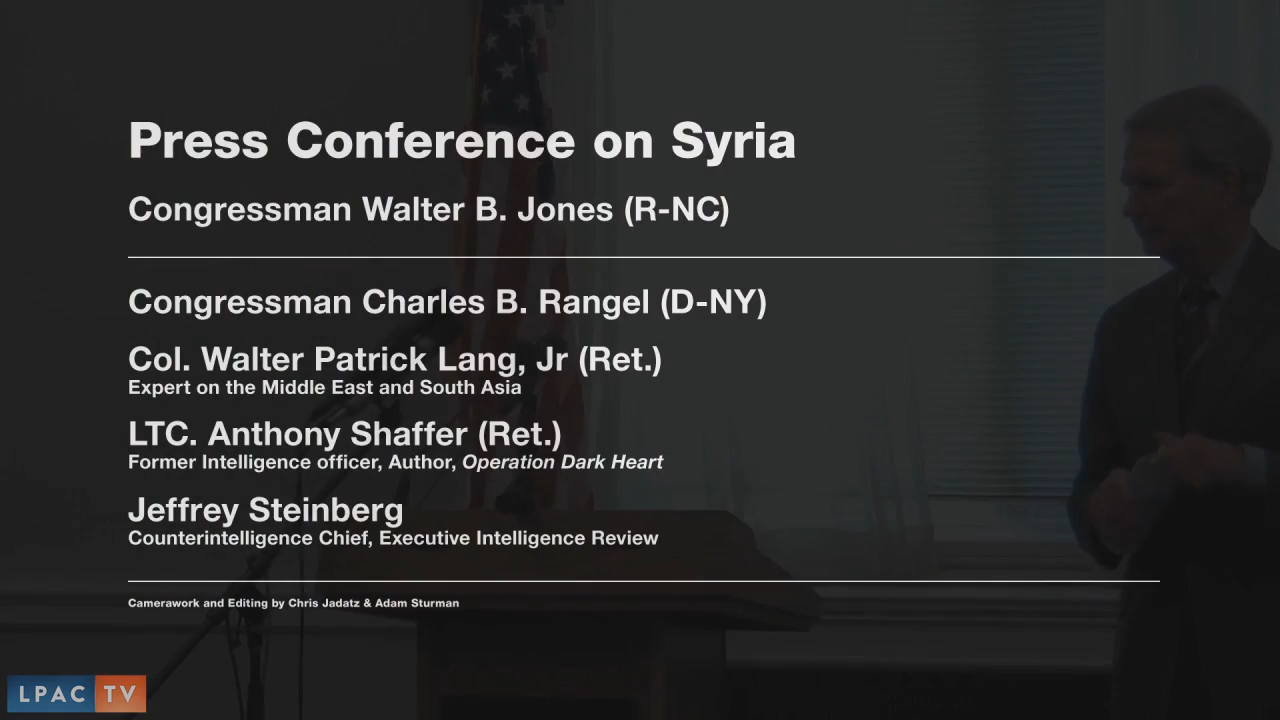 Press Conference on Syria
Congressman Walter B. Jones (R-NC)
Congressman Charles B. Rangel (D-NY)
Col. Walter Patrick Lang, Jr (Ret.)
Expert on the Middle East and South Asia
LTC. Anthony Shaffer (Ret.)
Former Intelligence officer, Author, Operation Dark Heart
Jeffrey Steinberg
Counterintelligence Chief, Executive Intelligence Review
Camerawork and Editing by Chris Jadatz & Adam Sturman
LPAC TV